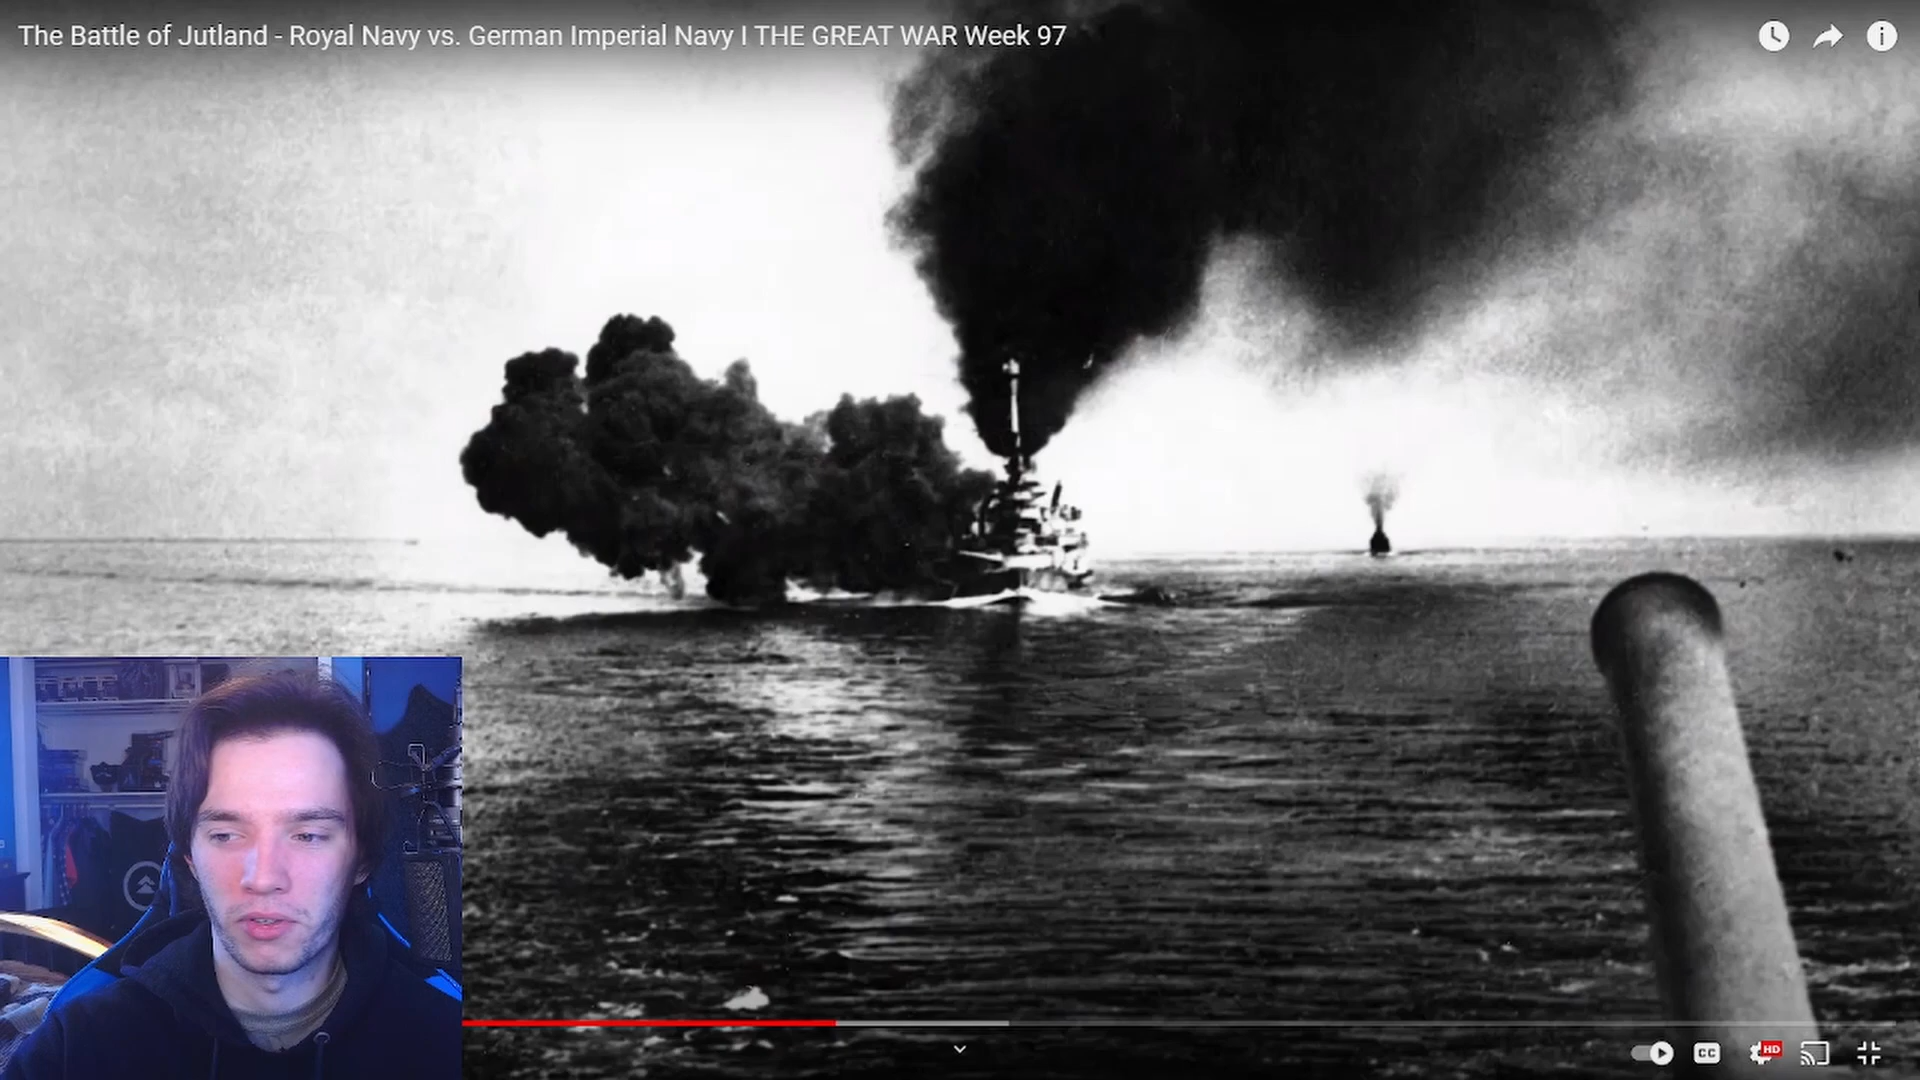 The Battle of Jutland - Royal Navy vs. German Imperial Navy I THE GREAT WAR Week 97
CC
HD